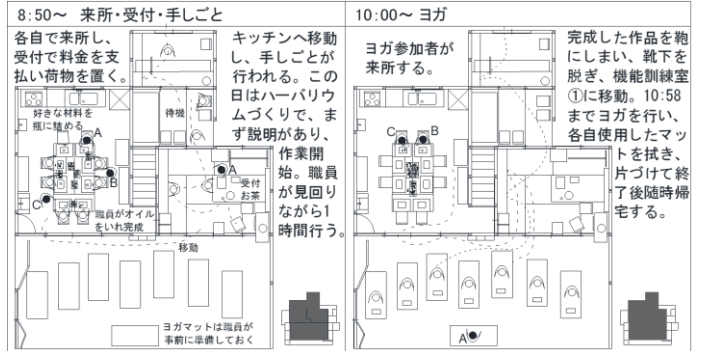 8:50～ 来所・受付・手しごと
各自で来所し、
受付で料金を支
払い荷物を置く。
キッチンへ移動
し、手しごとが
行われる。この
日はハーバリウ
ムづくりで、ま
ず説明があり、
作業開
始。職員
が見回り
ながら1
時間行う。
待機
好きな材料を
瓶に詰める
A
B
C
A
受付
お茶
職員がオイル
をいれ完成
移動
ヨガマットは職員が
事前に準備しておく
10:00～ ヨガ
ヨガ参加者が
来所する。
完成した作品を鞄
にしまい、靴下を
脱ぎ、機能訓練室
①に移動。10:58
までヨガを行い、
各自使用したマッ
トを拭き、
片づけて終
了後随時帰
宅する。
C
B
A